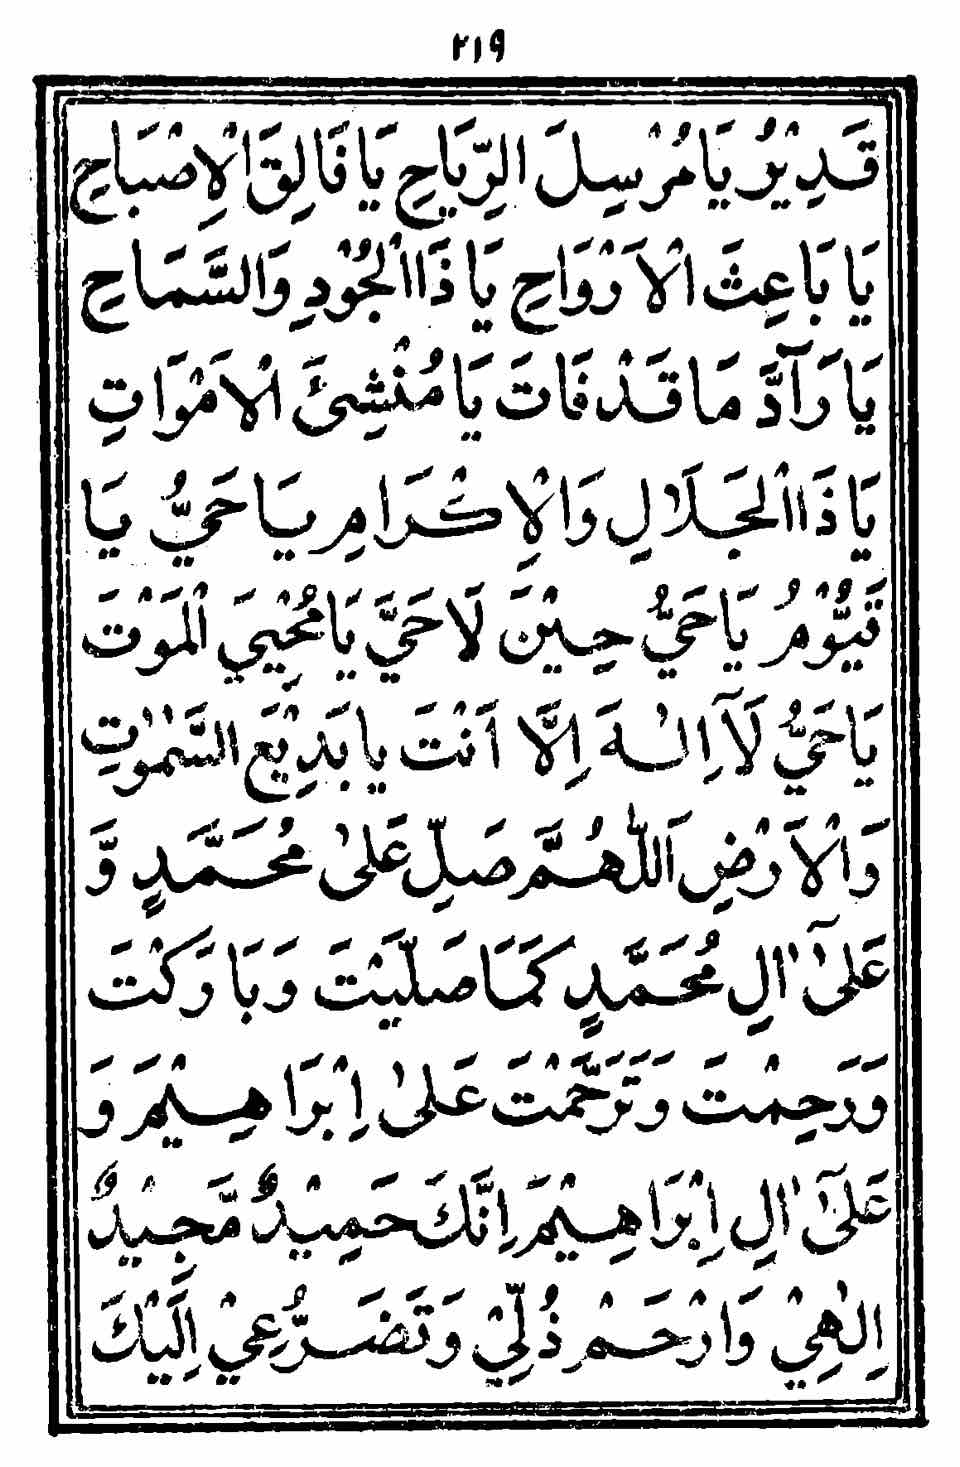 ٢١٩
قَدِيْرُ يَا مُرْسِلَ الرِّيَاحِ يَا فَالِقَ الْاِصْبَاحِ
يَا بَاعِثَ الْاَرْوَاحِ يَا ذَا الْجُوْدِ وَالسَّمَاحِ
يَا رَآدَّ مَا قَدْ فَاتَ يَا مُنْشِئَ الْاَمْوَاتِ
يَا ذَا الْجَلَالِ وَالْاِكْرَامِ يَا حَيُّ يَا
قَيُّوْمُ يَا حَيُّ حِيْنَ لَا حَيَّ يَا مُحْيِيَ الْمَوْتَ
يَا حَيُّ لَآ اِلٰهَ اِلَّا اَنْتَ يَا بَدِيْعَ السَّمٰوٰتِ
وَالْاَرْضِ اَللّٰهُمَّ صَلِّ عَلٰى مُحَمَّدٍ وَّ
عَلٰٓى اٰلِ مُحَمَّدٍ كَمَا صَلَّيْتَ وَبَارَكْتَ
وَرَحِمْتَ وَتَرَحَّمْتَ عَلٰى اِبْرَاهِيْمَ وَ
عَلٰٓى اٰلِ اِبْرَاهِيْمَ اِنَّكَ حَمِيْدٌ مَّجِيْدٌ
اِلٰهِيْ وَارْحَمْ ذُلِّيْ وَتَضَرُّعِيْ اِلَيْكَ